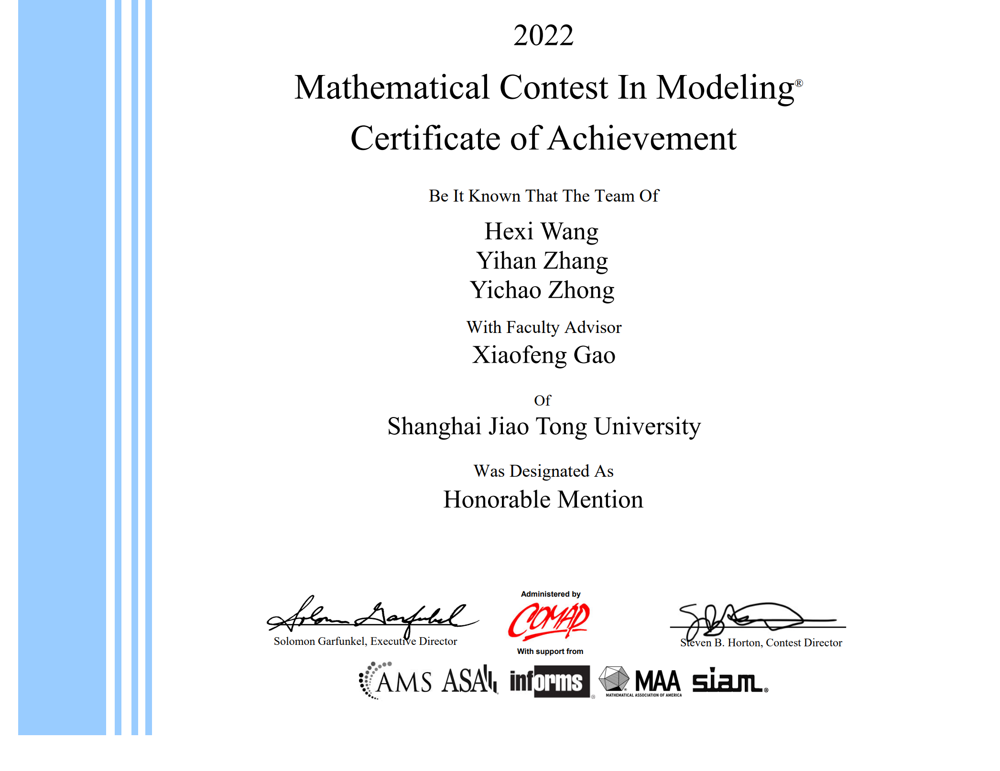 2022
Mathematical Contest In Modeling®
Certificate of Achievement
Be It Known That The Team Of
Hexi Wang
Yihan Zhang
Yichao Zhong
With Faculty Advisor
Xiaofeng Gao
Of
Shanghai Jiao Tong University
Was Designated As
Honorable Mention
Solomon Garfunkel
Solomon Garfunkel, Executive Director
Administered by
COMAP
With support from
Steven B. Horton, Contest Director
AMS ASA informs® MAA siam®
MATHEMATICAL ASSOCIATION OF AMERICA